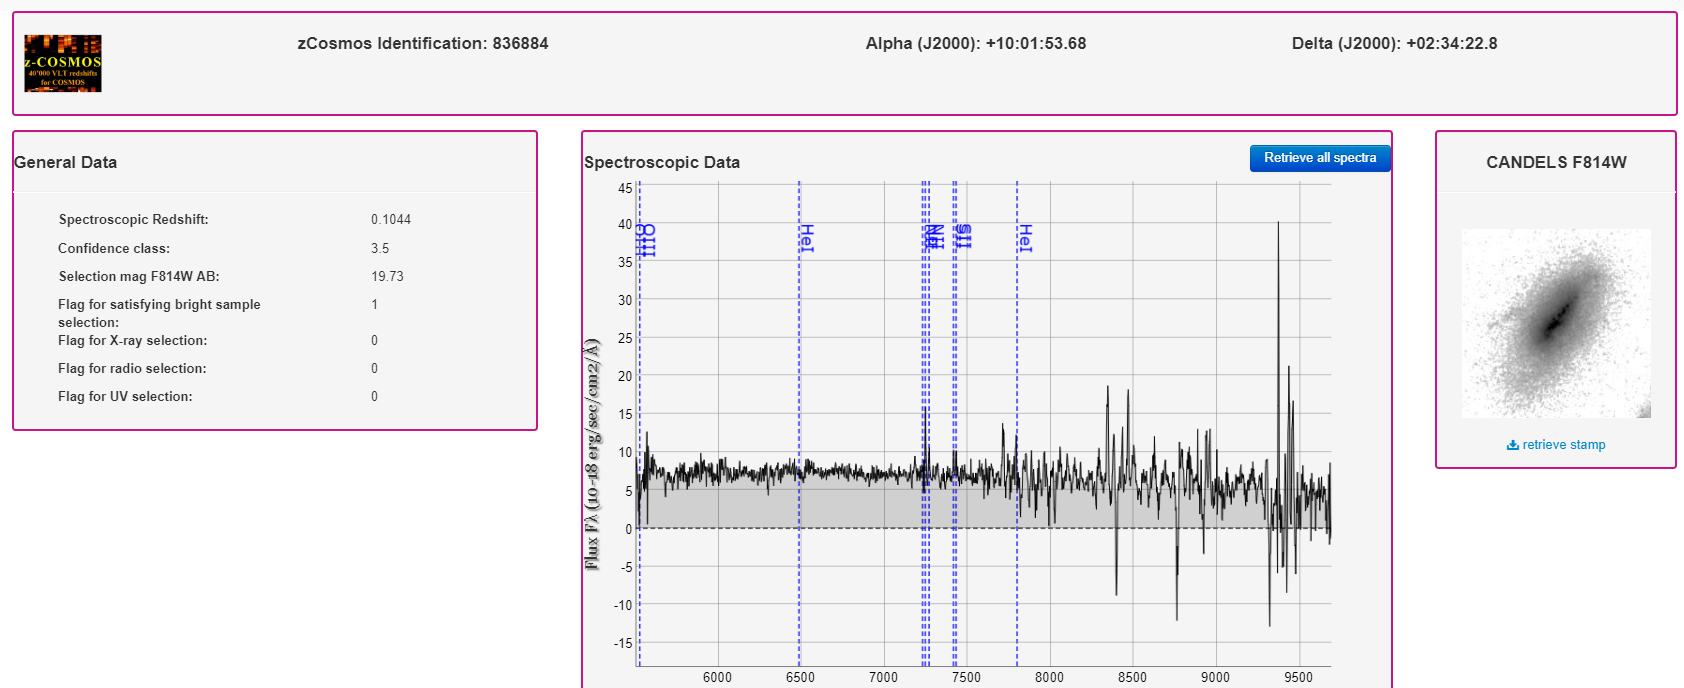 z-COSMOS
40'000 VLT redshifts
for COSMOS
zCosmos Identification: 836884
Alpha (J2000): +10:01:53.68
Delta (J2000): +02:34:22.8
General Data
Spectroscopic Redshift: 0.1044
Confidence class: 3.5
Selection mag F814W AB: 19.73
Flag for satisfying bright sample 1
selection:
Flag for X-ray selection: 0
Flag for radio selection: 0
Flag for UV selection: 0
Spectroscopic Data
Retrieve all spectra
Flux Fλ (10-18 erg/sec/cm2/Å)
45
40
35
30
25
20
15
10
5
0
-5
-10
-15
OIII
HeI
NII
SII
HeI
6000
6500
7000
7500
8000
8500
9000
9500
CANDELS F814W
retrieve stamp